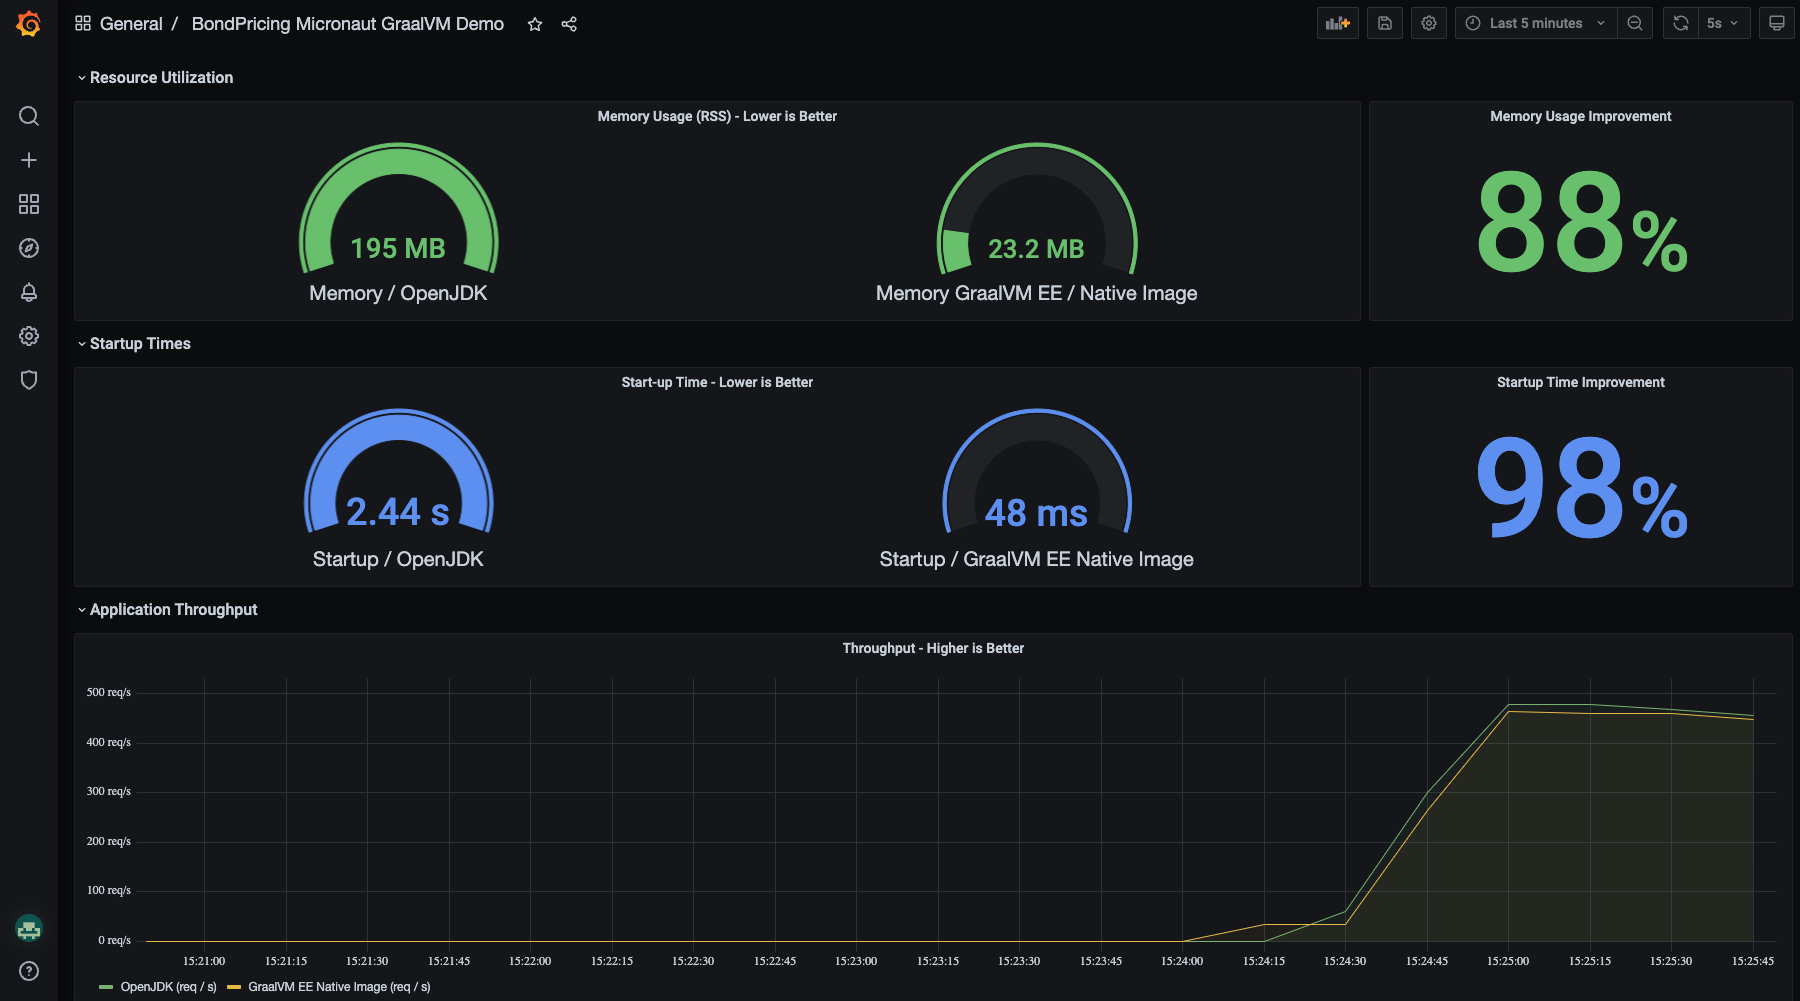 General / BondPricing Micronaut GraalVM Demo
Last 5 minutes
5s
Resource Utilization
Memory Usage (RSS) - Lower is Better
195 MB
Memory / OpenJDK
23.2 MB
Memory GraalVM EE / Native Image
Memory Usage Improvement
88%
Startup Times
Start-up Time - Lower is Better
2.44 s
Startup / OpenJDK
48 ms
Startup / GraalVM EE Native Image
Startup Time Improvement
98%
Application Throughput
Throughput - Higher is Better
500 req/s
400 req/s
300 req/s
200 req/s
100 req/s
0 req/s
15:21:00 15:21:15 15:21:30 15:21:45 15:22:00 15:22:15 15:22:30 15:22:45 15:23:00 15:23:15 15:23:30 15:23:45 15:24:00 15:24:15 15:24:30 15:24:45 15:25:00 15:25:15 15:25:30 15:25:45
OpenJDK (req / s) GraalVM EE Native Image (req / s)